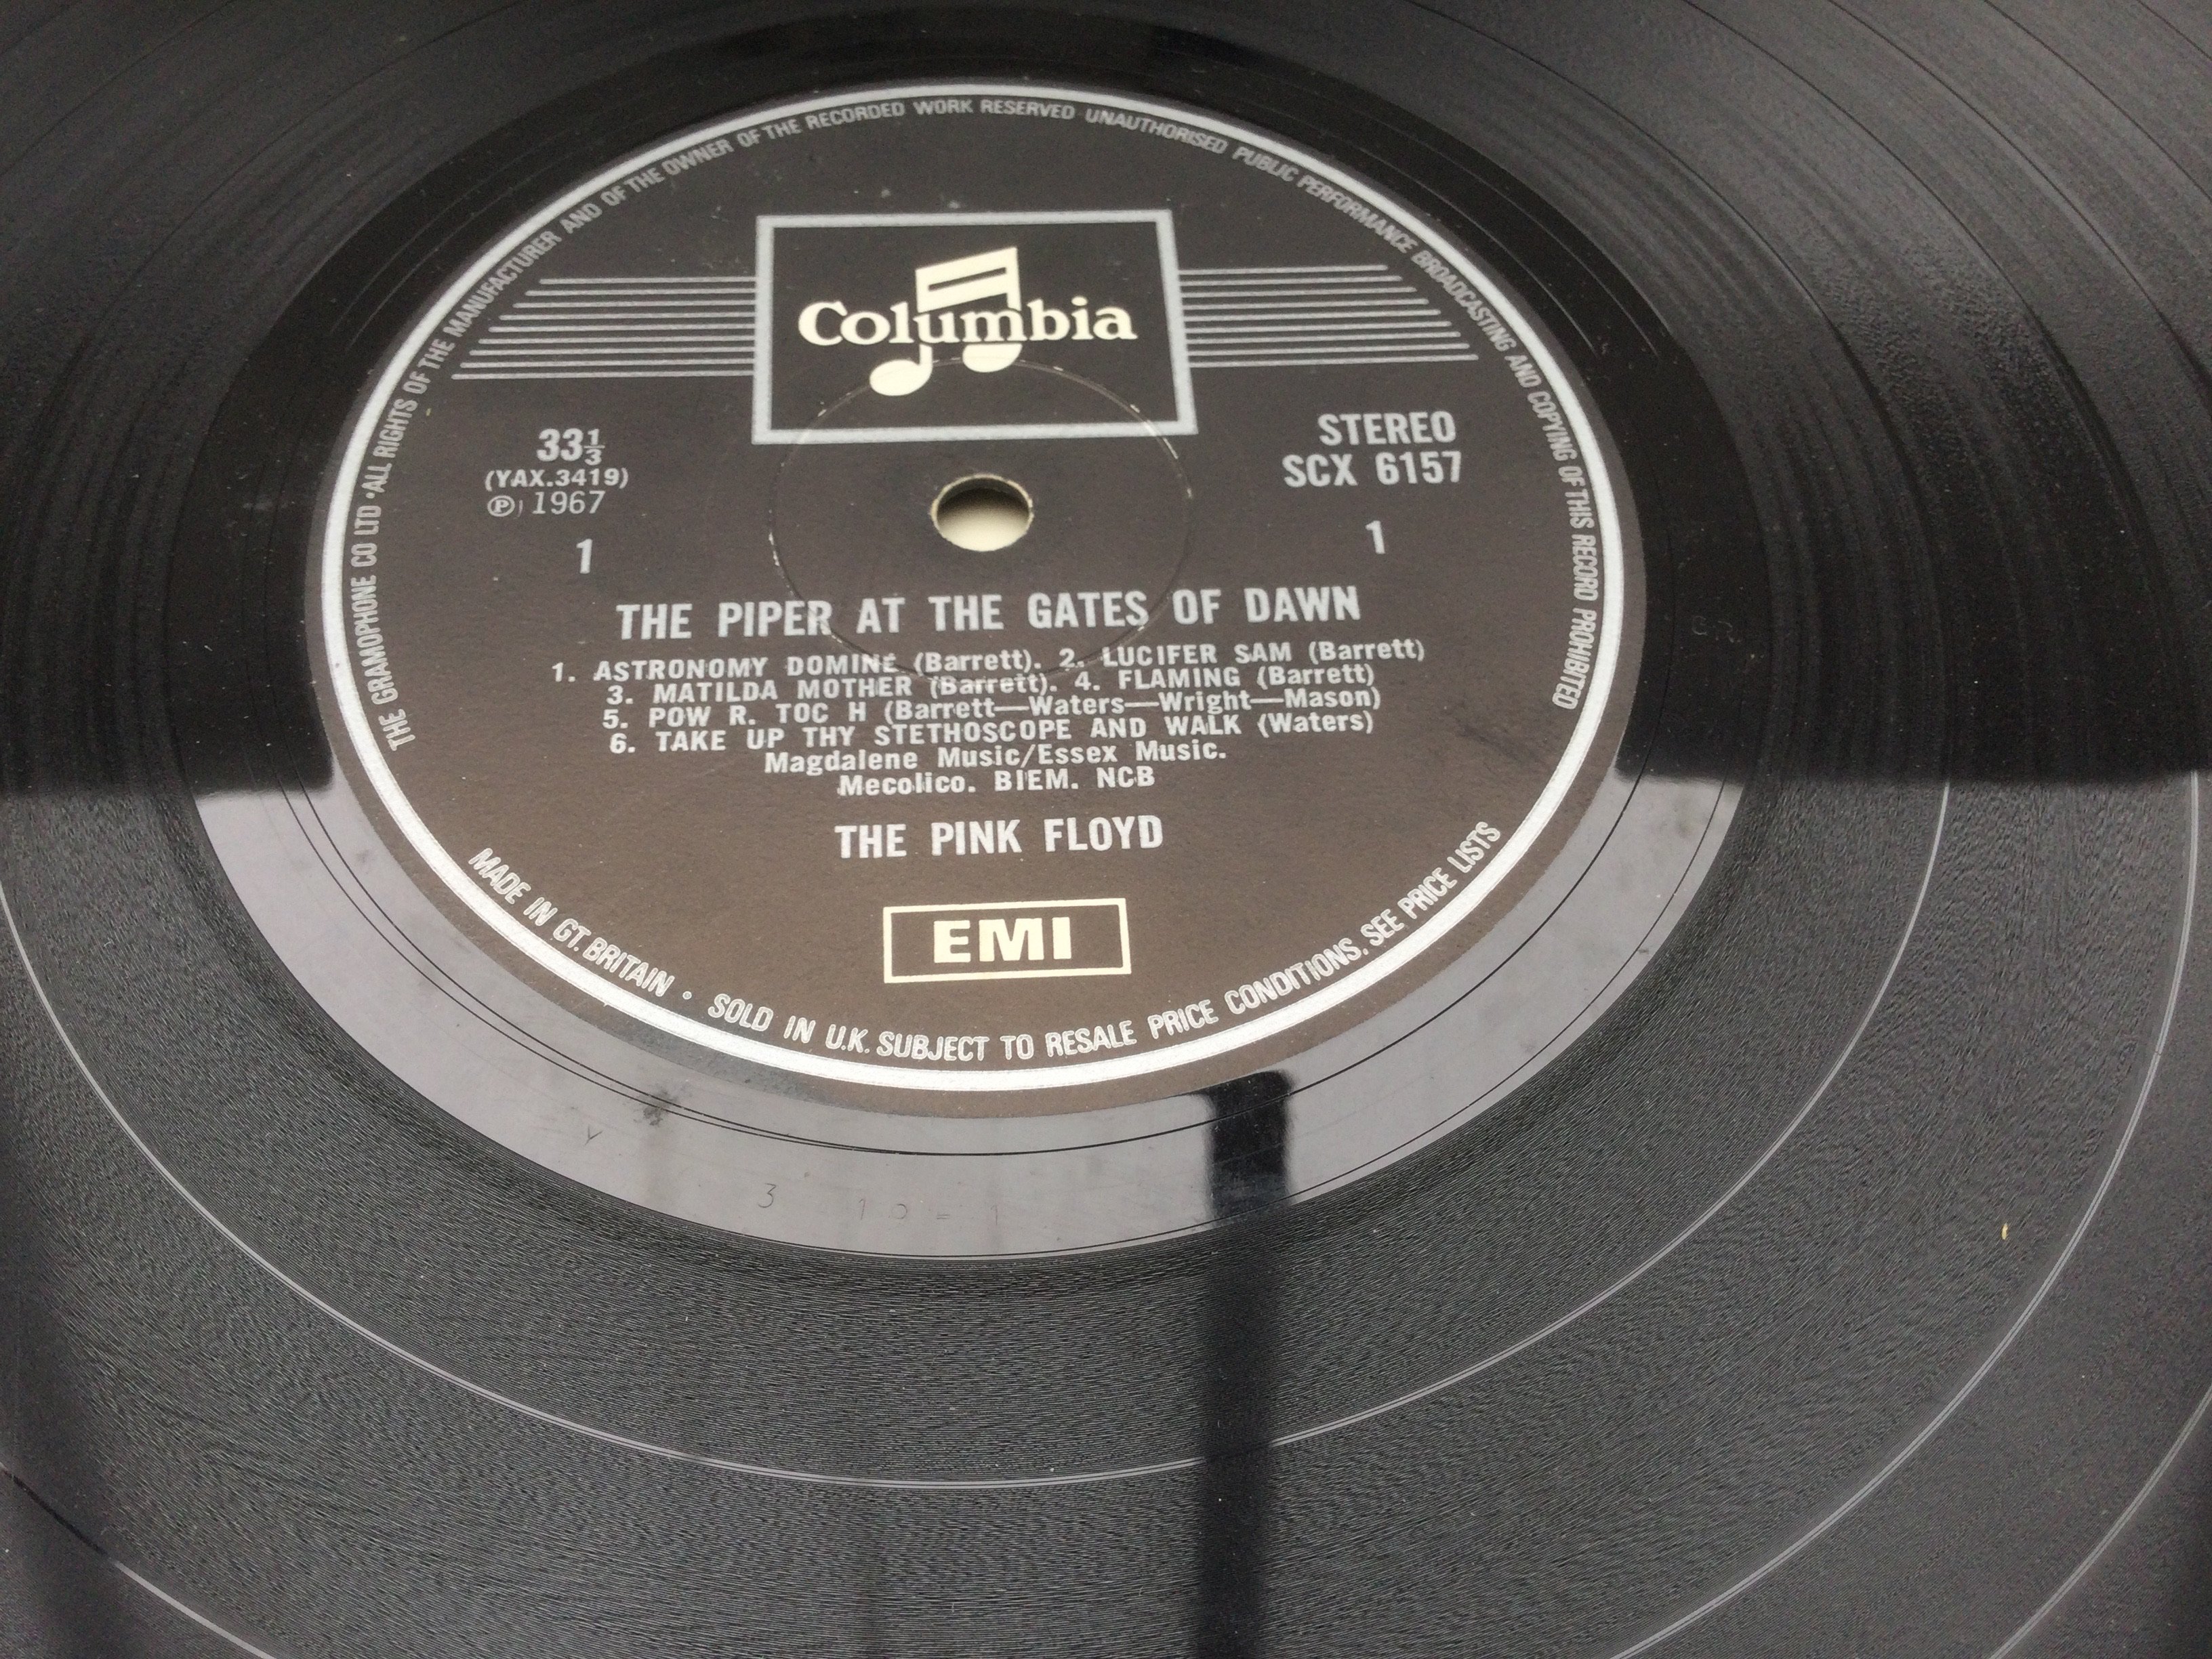 THE GRAMOPHONE CO LTD • ALL RIGHTS OF THE MANUFACTURER AND OF THE OWNER OF THE RECORDED WORK RESERVED UNAUTHORISED PUBLIC PERFORMANCE BROADCASTING AND COPYING OF THIS RECORD PROHIBITED
Columbia
33⅓
(YAX.3419)
Ⓟ 1967
1
STEREO
SCX 6157
1
THE PIPER AT THE GATES OF DAWN
1. ASTRONOMY DOMINÉ (Barrett). 2. LUCIFER SAM (Barrett)
3. MATILDA MOTHER (Barrett). 4. FLAMING (Barrett)
5. POW R. TOC H (Barrett—Waters—Wright—Mason)
6. TAKE UP THY STETHOSCOPE AND WALK (Waters)
Magdalene Music/Essex Music.
Mecolico. BIEM. NCB
THE PINK FLOYD
EMI
MADE IN GT. BRITAIN • SOLD IN U.K. SUBJECT TO RESALE PRICE CONDITIONS, SEE PRICE LISTS